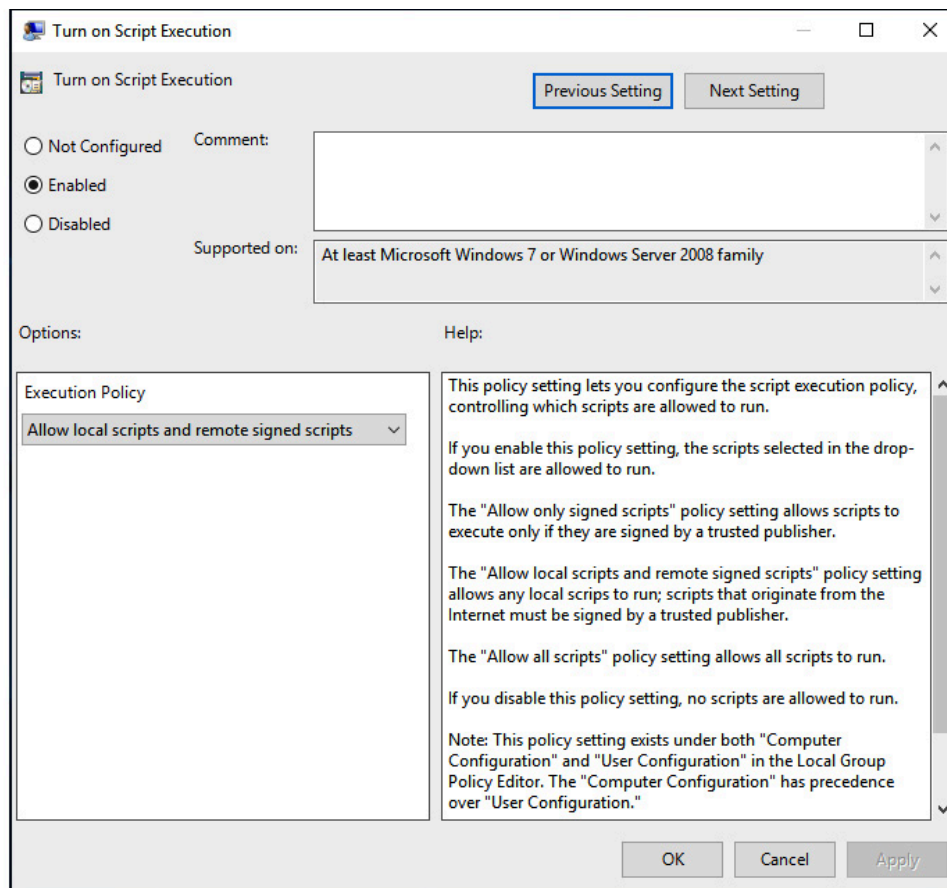 Turn on Script Execution
Turn on Script Execution
Previous Setting
Next Setting
Not Configured
Comment:
Enabled
Disabled
Supported on:
At least Microsoft Windows 7 or Windows Server 2008 family
Options:
Help:
Execution Policy
Allow local scripts and remote signed scripts
This policy setting lets you configure the script execution policy,
controlling which scripts are allowed to run.
If you enable this policy setting, the scripts selected in the drop-
down list are allowed to run.
The "Allow only signed scripts" policy setting allows scripts to
execute only if they are signed by a trusted publisher.
The "Allow local scripts and remote signed scripts" policy setting
allows any local scrips to run; scripts that originate from the
Internet must be signed by a trusted publisher.
The "Allow all scripts" policy setting allows all scripts to run.
If you disable this policy setting, no scripts are allowed to run.
Note: This policy setting exists under both "Computer
Configuration" and "User Configuration" in the Local Group
Policy Editor. The "Computer Configuration" has precedence
over "User Configuration."
OK
Cancel
Apply